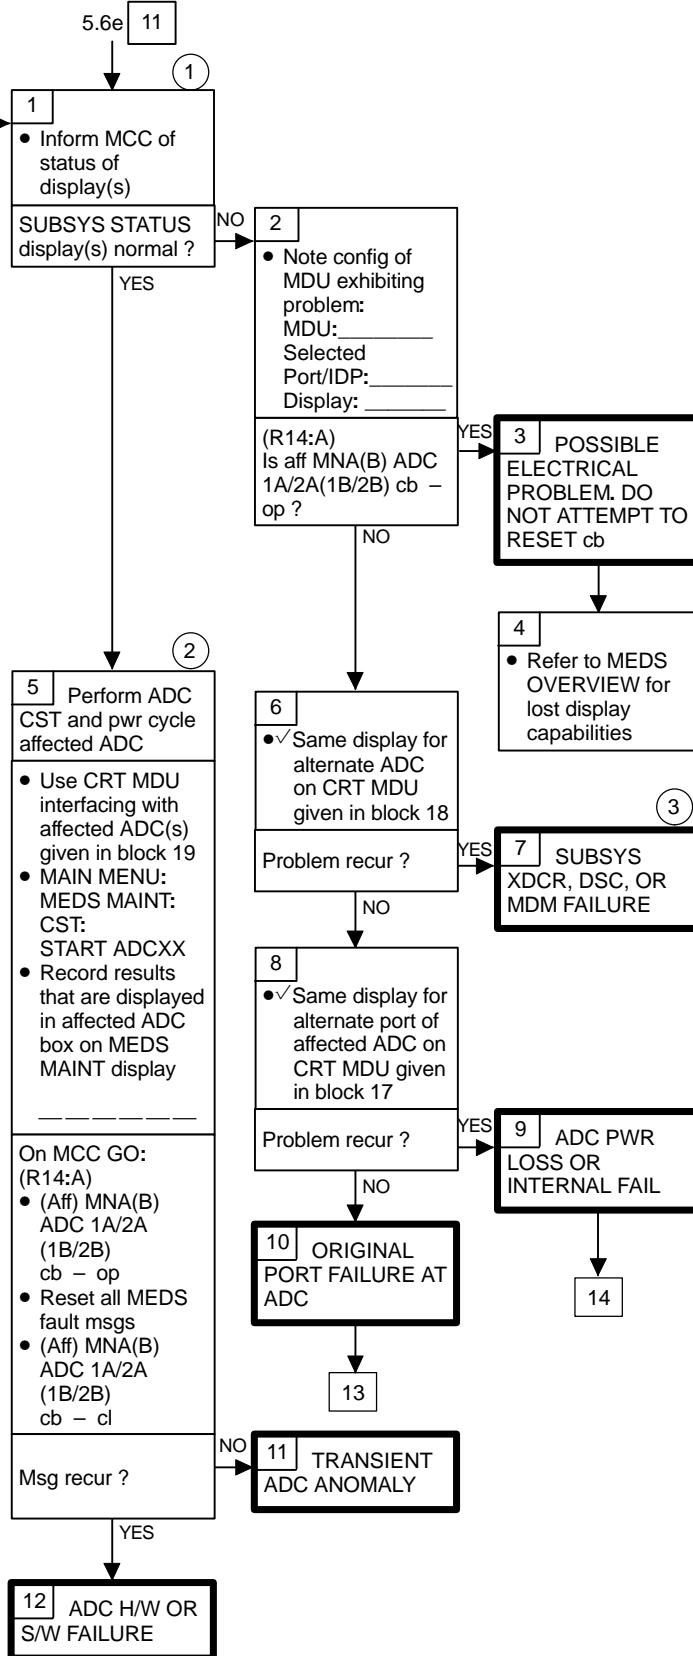 5.6e 11
1
1
• Inform MCC of
status of
display(s)
SUBSYS STATUS
display(s) normal ?
NO
YES
2
• Note config of
MDU exhibiting
problem:
MDU:________
Selected
Port/IDP:_______
Display: _______
(R14:A)
Is aff MNA(B) ADC
1A/2A(1B/2B) cb –
op ?
YES
NO
3 POSSIBLE
ELECTRICAL
PROBLEM. DO
NOT ATTEMPT TO
RESET cb
4
• Refer to MEDS
OVERVIEW for
lost display
capabilities
2
5 Perform ADC
CST and pwr cycle
affected ADC
• Use CRT MDU
interfacing with
affected ADC(s)
given in block 19
• MAIN MENU:
MEDS MAINT:
CST:
START ADCXX
• Record results
that are displayed
in affected ADC
box on MEDS
MAINT display
__ __ __ __ __ __
On MCC GO:
(R14:A)
• (Aff) MNA(B)
ADC 1A/2A
(1B/2B)
cb – op
• Reset all MEDS
fault msgs
• (Aff) MNA(B)
ADC 1A/2A
(1B/2B)
cb – cl
Msg recur ?
NO
YES
6
•√Same display for
alternate ADC
on CRT MDU
given in block 18
Problem recur ?
YES
NO
3
7 SUBSYS
XDCR, DSC, OR
MDM FAILURE
8
•√Same display for
alternate port of
affected ADC on
CRT MDU given
in block 17
Problem recur ?
YES
NO
9 ADC PWR
LOSS OR
INTERNAL FAIL
14
10 ORIGINAL
PORT FAILURE AT
ADC
13
11 TRANSIENT
ADC ANOMALY
12 ADC H/W OR
S/W FAILURE